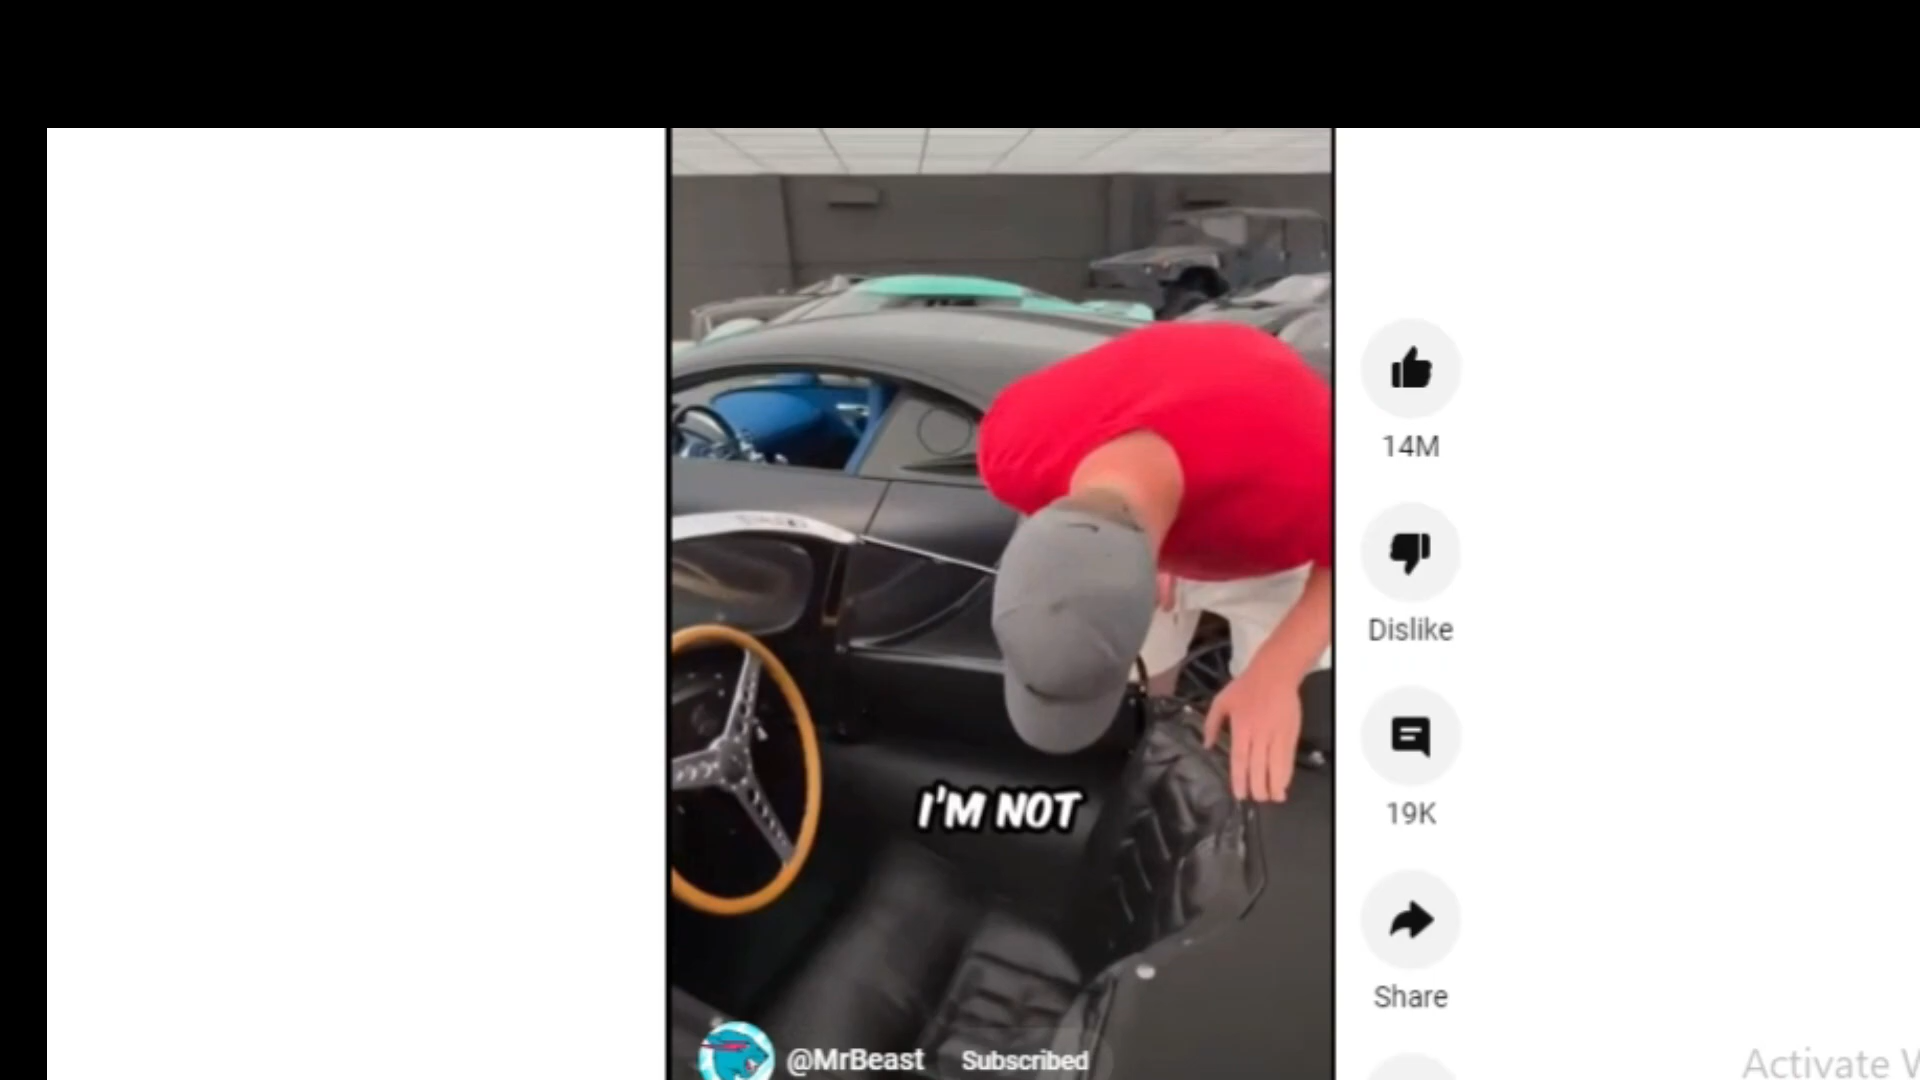 14M
Dislike
I'M NOT
19K
Share
@MrBeast Subscribed
Activate W